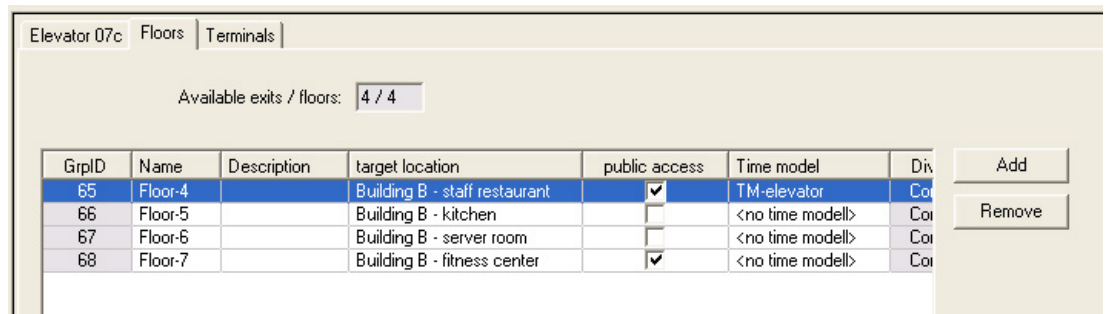 Elevator 07c Floors Terminals
Available exits / floors: 4 / 4
GrpID Name Description target location public access Time model Div Add
65 Floor-4 Building B - staff restaurant TM-elevator Coı
66 Floor-5 Building B - kitchen <no time modell> Remove
67 Floor-6 Building B - server room <no time modell>
68 Floor-7 Building B - fitness center <no time modell>